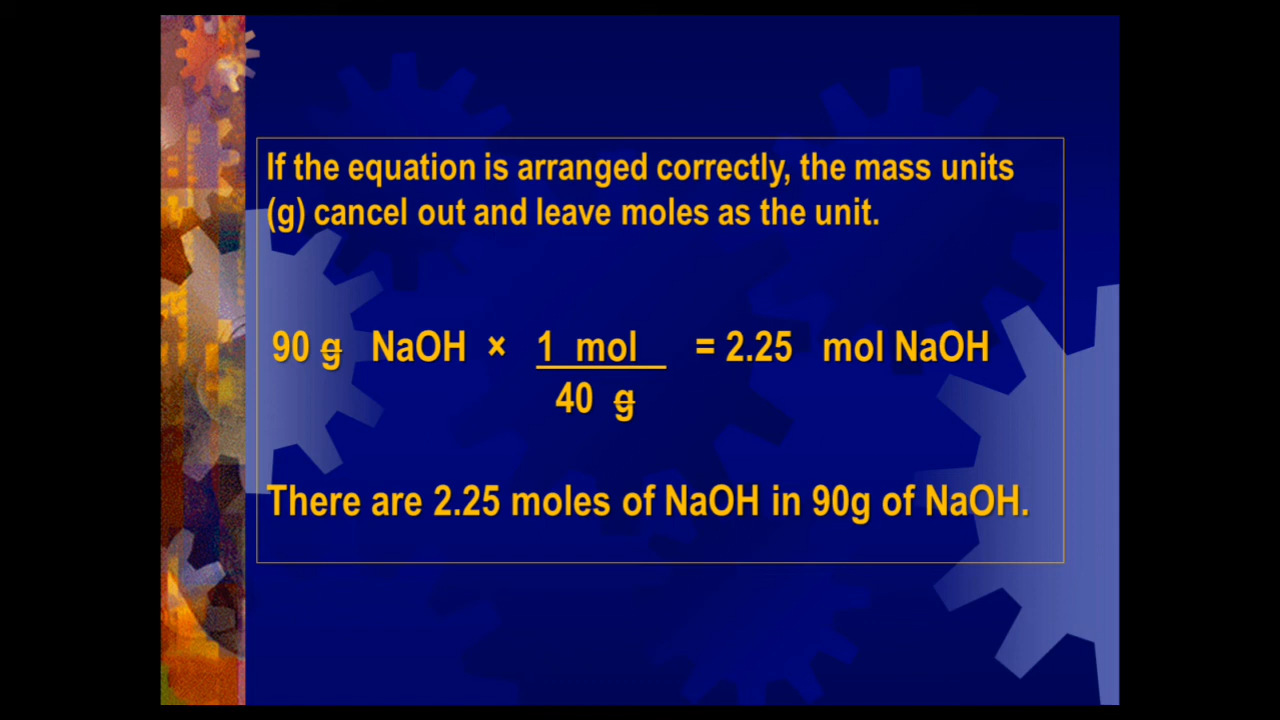 If the equation is arranged correctly, the mass units
(g) cancel out and leave moles as the unit.
90 g NaOH × 1 mol = 2.25 mol NaOH
40 g
There are 2.25 moles of NaOH in 90g of NaOH.